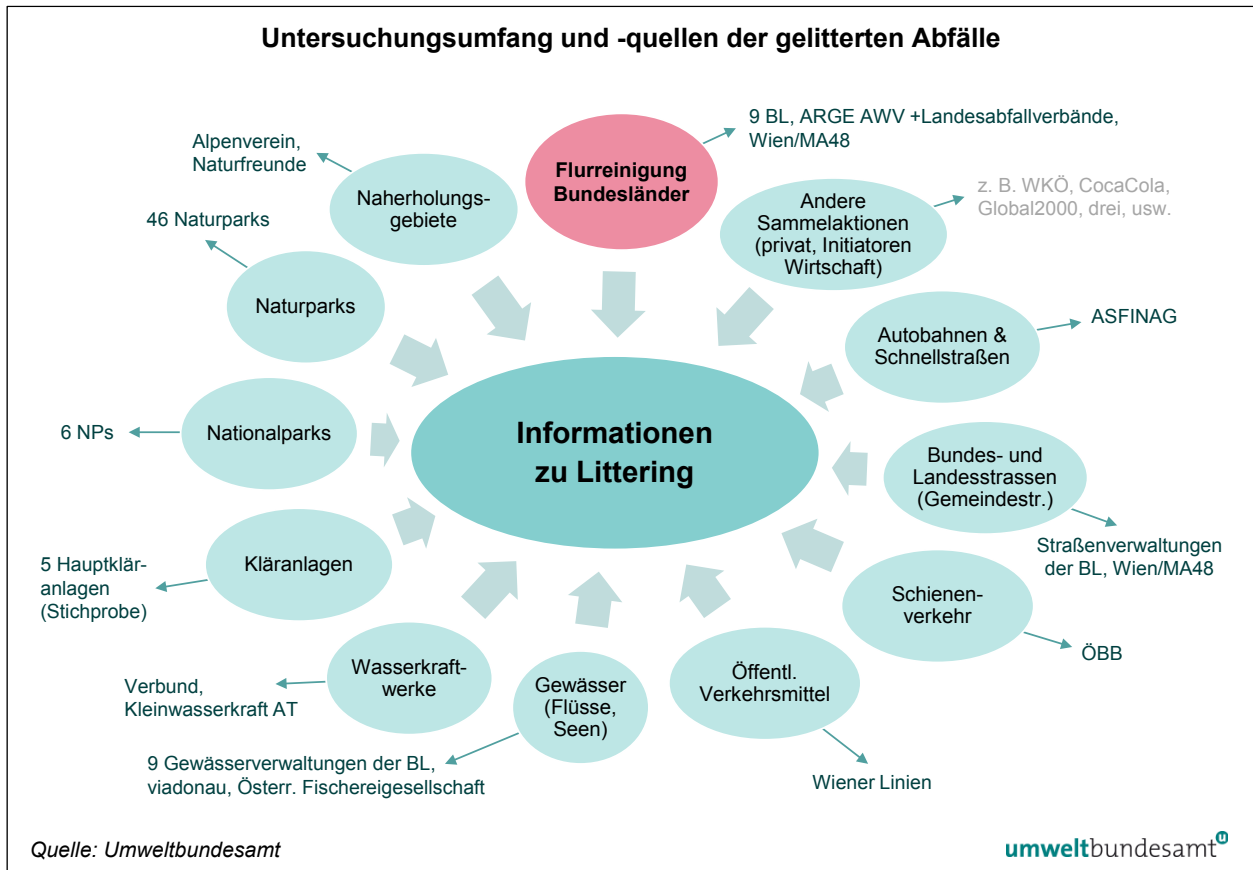 Untersuchungsumfang und -quellen der gelitterten Abfälle
9 BL, ARGE AWV +Landesabfallverbände,
Wien/MA48
Flurreinigung
Bundesländer
Alpenverein,
Naturfreunde
Naherholungs-
gebiete
Andere
Sammelaktionen
(privat, Initiatoren
Wirtschaft)
z. B. WKÖ, CocaCola,
Global2000, drei, usw.
46 Naturparks
Naturparks
Autobahnen &
Schnellstraßen
ASFINAG
6 NPs
Nationalparks
Informationen
zu Littering
Bundes- und
Landesstrassen
(Gemeindestr.)
Straßenverwaltungen
der BL, Wien/MA48
5 Hauptklär-
anlagen
(Stichprobe)
Kläranlagen
Schienen-
verkehr
ÖBB
Verbund,
Kleinwasserkraft AT
Wasserkraft-
werke
Gewässer
(Flüsse,
Seen)
Öffentl.
Verkehrsmittel
9 Gewässerverwaltungen der BL,
viadonau, Österr. Fischereigesellschaft
Wiener Linien
Quelle: Umweltbundesamt
umweltbundesamt
u